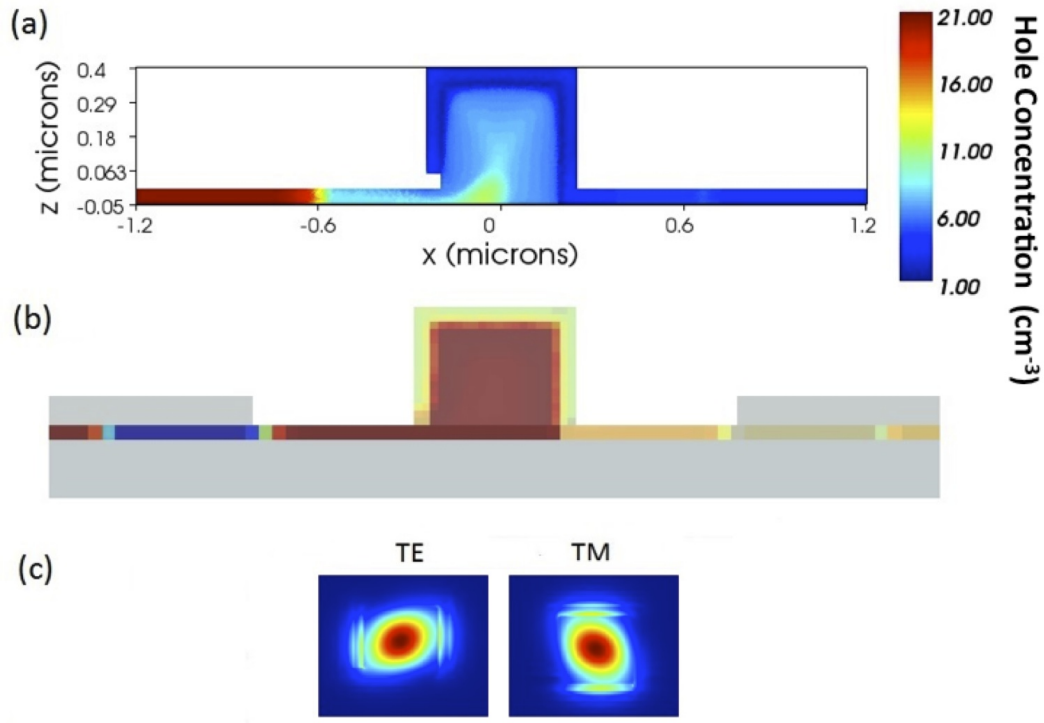 (a)
z (microns)
0.4
0.29
0.18
0.063
-0.05
-1.2
-0.6
0
0.6
1.2
x (microns)
21.00
16.00
11.00
6.00
1.00
Hole Concentration (cm-3)
(b)
(c)
TE
TM